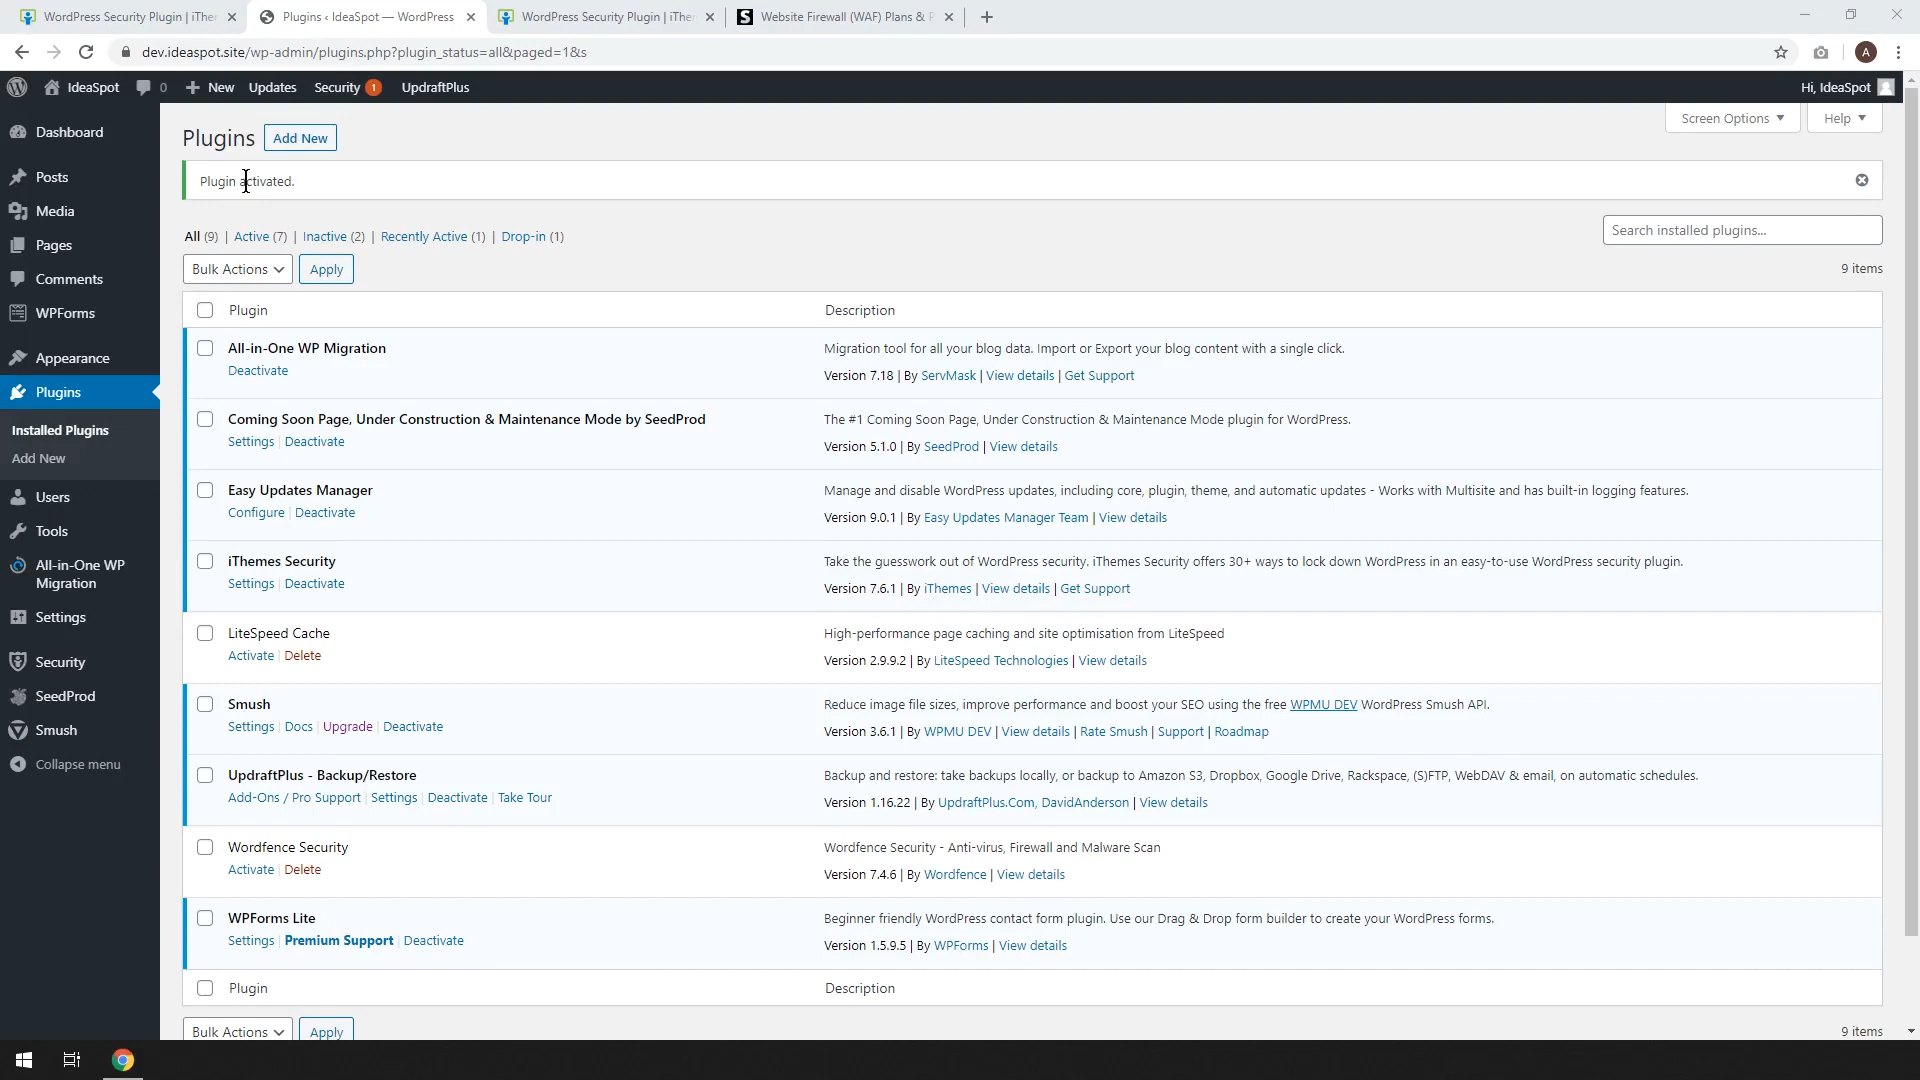 WordPress Security Plugin | iTher
Plugins ‹ IdeaSpot — WordPress
WordPress Security Plugin | iTher
S Website Firewall (WAF) Plans & P
dev.ideaspot.site/wp-admin/plugins.php?plugin_status=all&paged=1&s
A
IdeaSpot 0 New Updates Security 1 UpdraftPlus Hi, IdeaSpot
Dashboard
Posts
Media
Pages
Comments
WPForms
Appearance
Plugins
Installed Plugins
Add New
Users
Tools
All-in-One WP
Migration
Settings
Security
SeedProd
Smush
Collapse menu
Screen Options Help
Plugins Add New
Plugin activated.
All (9) | Active (7) | Inactive (2) | Recently Active (1) | Drop-in (1)
Search installed plugins...
Bulk Actions Apply
9 items
Plugin Description
All-in-One WP Migration
Deactivate
Migration tool for all your blog data. Import or Export your blog content with a single click.
Version 7.18 | By ServMask | View details | Get Support
Coming Soon Page, Under Construction & Maintenance Mode by SeedProd
Settings | Deactivate
The #1 Coming Soon Page, Under Construction & Maintenance Mode plugin for WordPress.
Version 5.1.0 | By SeedProd | View details
Easy Updates Manager
Configure | Deactivate
Manage and disable WordPress updates, including core, plugin, theme, and automatic updates - Works with Multisite and has built-in logging features.
Version 9.0.1 | By Easy Updates Manager Team | View details
iThemes Security
Settings | Deactivate
Take the guesswork out of WordPress security. iThemes Security offers 30+ ways to lock down WordPress in an easy-to-use WordPress security plugin.
Version 7.6.1 | By iThemes | View details | Get Support
LiteSpeed Cache
Activate | Delete
High-performance page caching and site optimisation from LiteSpeed
Version 2.9.9.2 | By LiteSpeed Technologies | View details
Smush
Settings | Docs | Upgrade | Deactivate
Reduce image file sizes, improve performance and boost your SEO using the free WPMU DEV WordPress Smush API.
Version 3.6.1 | By WPMU DEV | View details | Rate Smush | Support | Roadmap
UpdraftPlus - Backup/Restore
Add-Ons / Pro Support | Settings | Deactivate | Take Tour
Backup and restore: take backups locally, or backup to Amazon S3, Dropbox, Google Drive, Rackspace, (S)FTP, WebDAV & email, on automatic schedules.
Version 1.16.22 | By UpdraftPlus.Com, DavidAnderson | View details
Wordfence Security
Activate | Delete
Wordfence Security - Anti-virus, Firewall and Malware Scan
Version 7.4.6 | By Wordfence | View details
WPForms Lite
Settings | Premium Support | Deactivate
Beginner friendly WordPress contact form plugin. Use our Drag & Drop form builder to create your WordPress forms.
Version 1.5.9.5 | By WPForms | View details
Plugin Description
Bulk Actions Apply
9 items